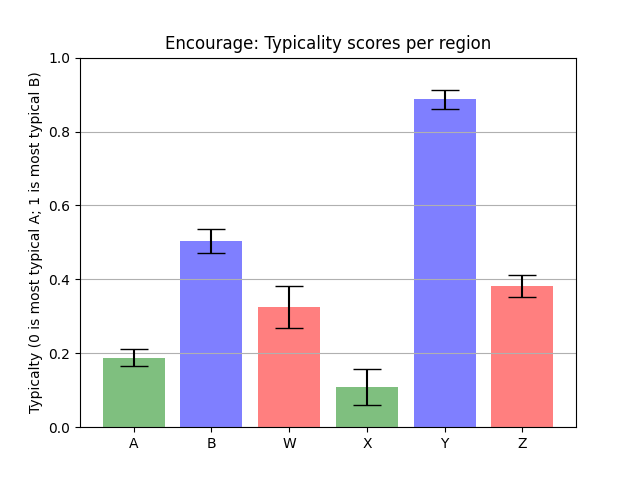 Encourage: Typicality scores per region
Typicalty (0 is most typical A; 1 is most typical B)
1.0
0.8
0.6
0.4
0.2
0.0
A B W X Y Z